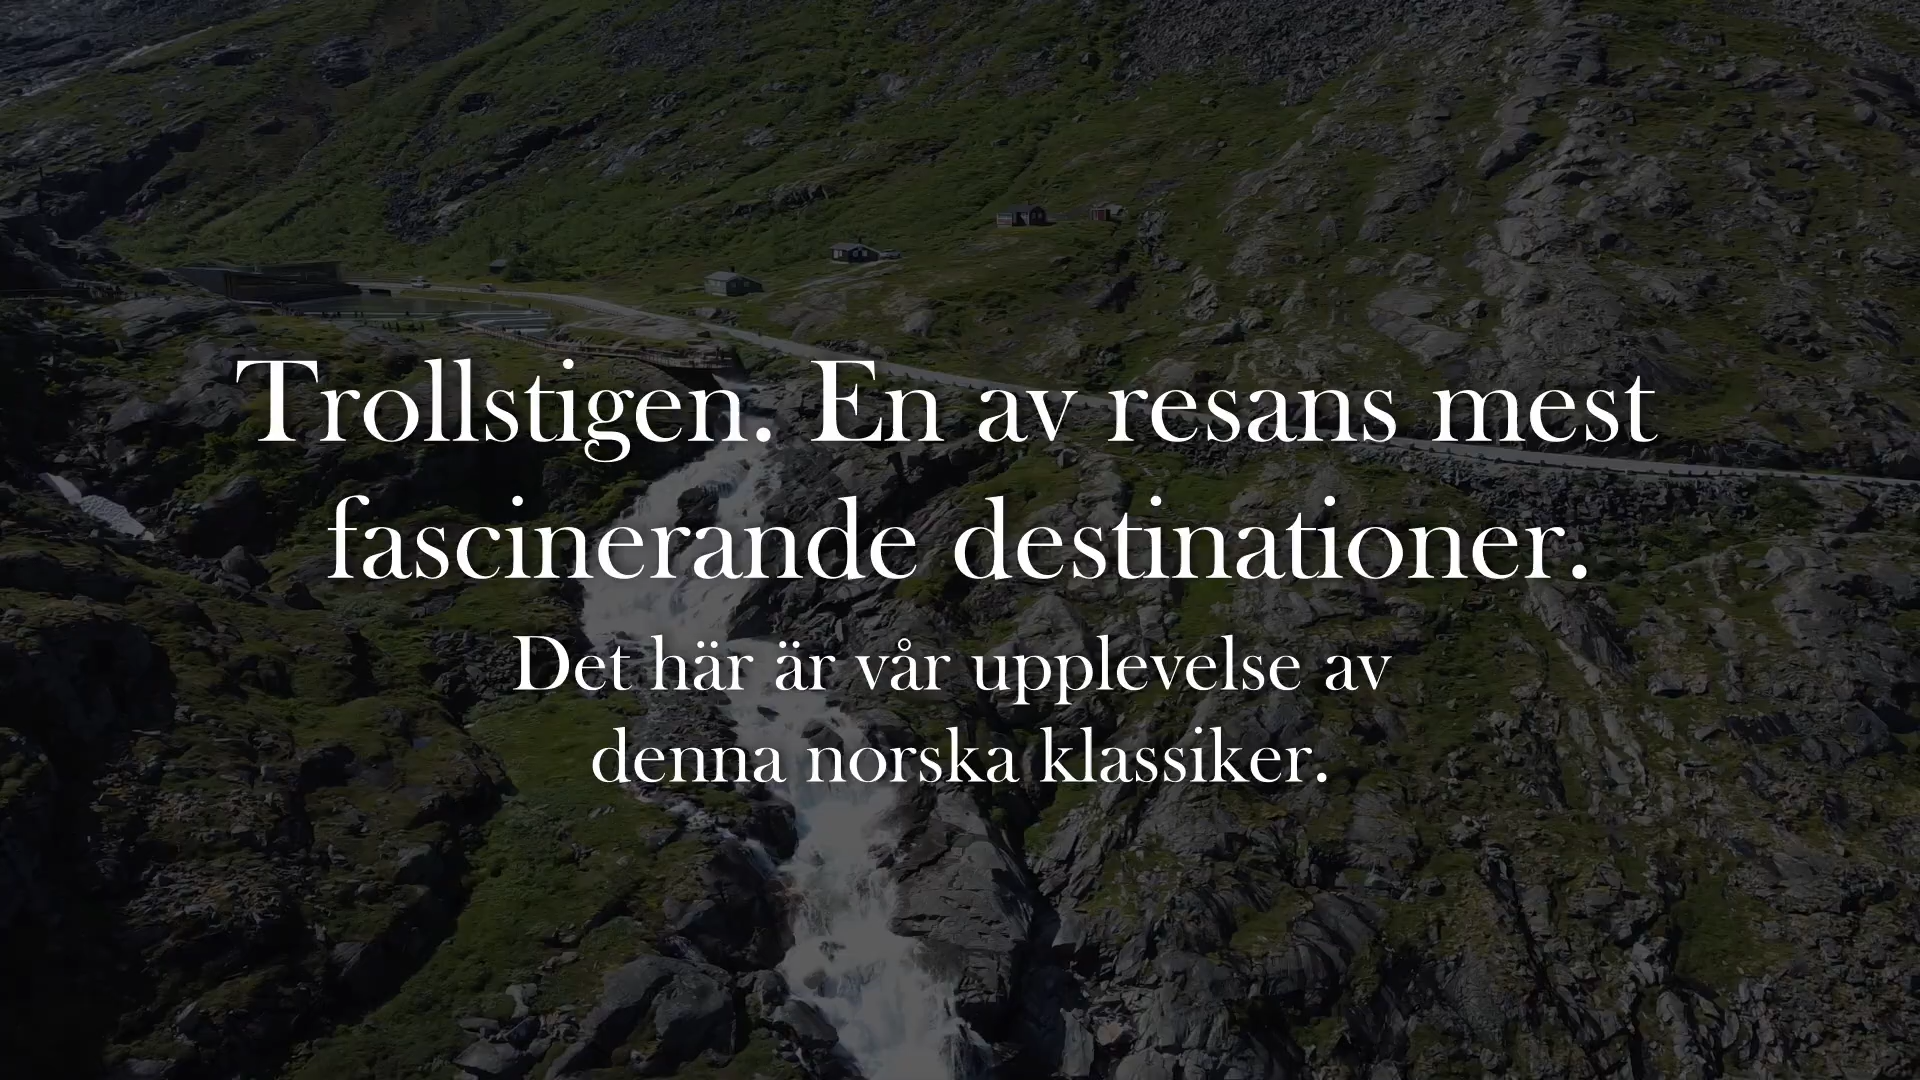 Trollstigen. En av resans mest
fascinerande destinationer.
Det här är vår upplevelse av
denna norska klassiker.